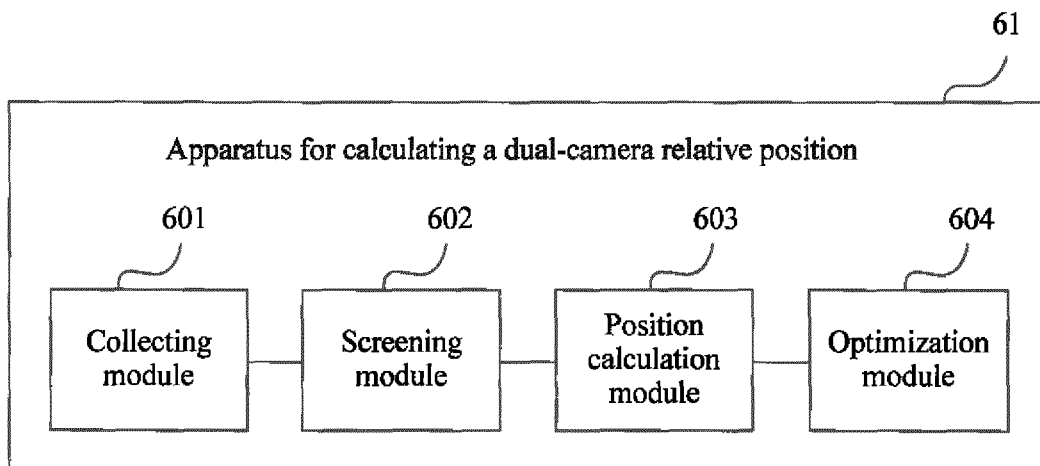 61
Apparatus for calculating a dual-camera relative position
601
602
603
604
Collecting
module
Screening
module
Position
calculation
module
Optimization
module